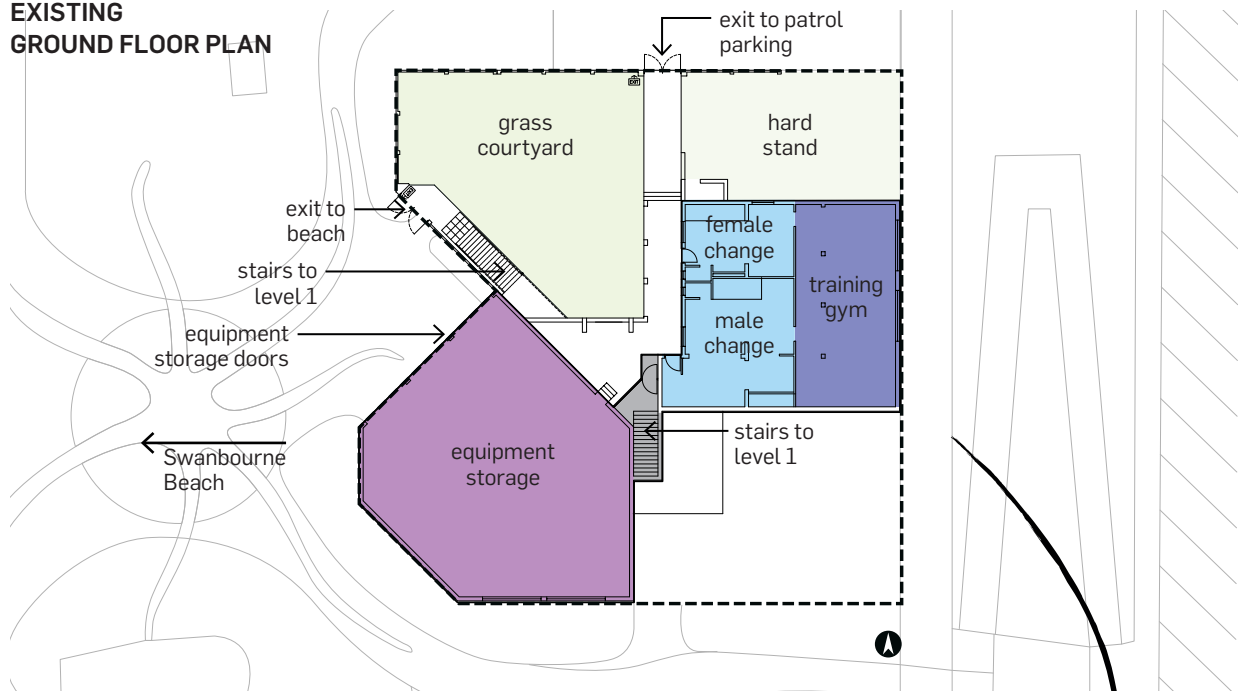 EXISTING
GROUND FLOOR PLAN
exit to patrol
parking
grass
courtyard
hard
stand
exit to
beach
female
change
stairs to
level 1
training
gym
equipment
storage doors
male
change
stairs to
level 1
equipment
storage
Swanbourne
Beach